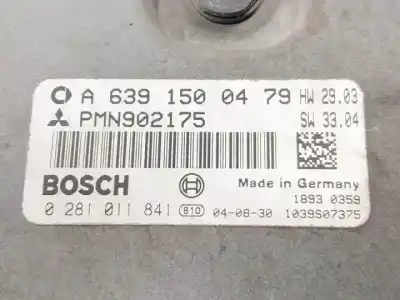 A 639 150 04 79 HW 29.03
PMN902175 SW 33.04
BOSCH Made in Germany
1893 0359
0 281 011 841 B10 04-08-30 1039S07375